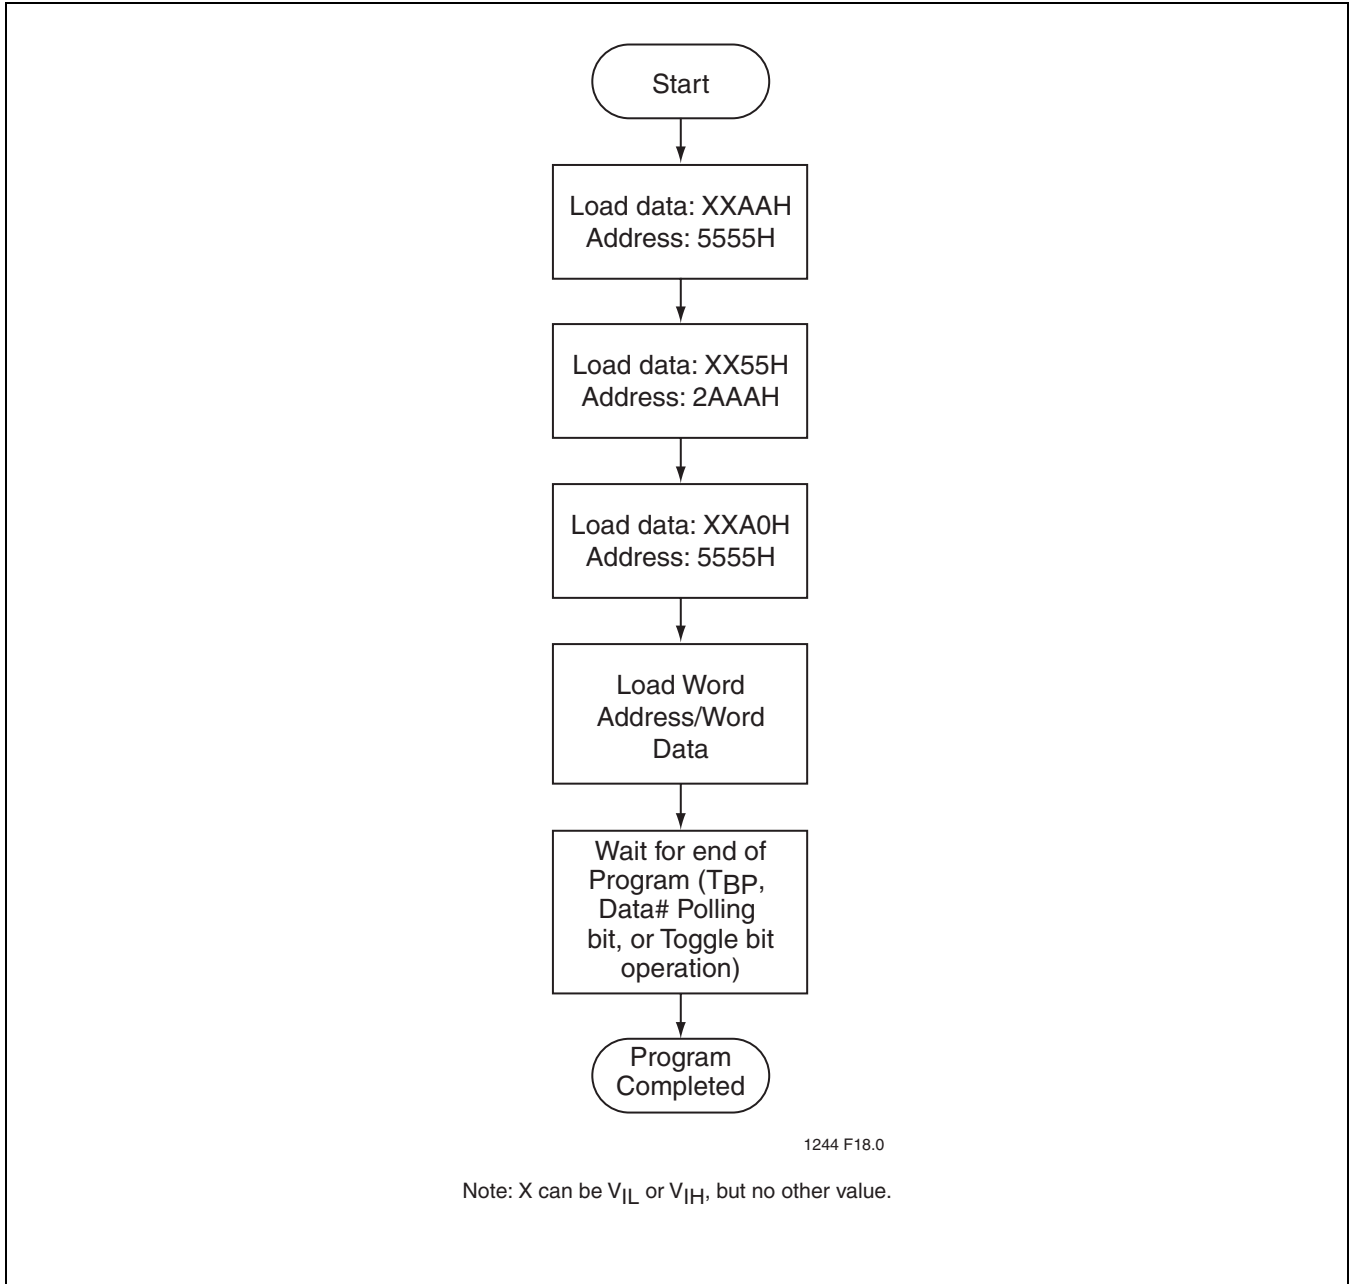 Start
Load data: XXAAH
Address: 5555H
Load data: XX55H
Address: 2AAAH
Load data: XXA0H
Address: 5555H
Load Word
Address/Word
Data
Wait for end of
Program (TBP,
Data# Polling
bit, or Toggle bit
operation)
Program
Completed
1244 F18.0
Note: X can be VIL or VIH, but no other value.